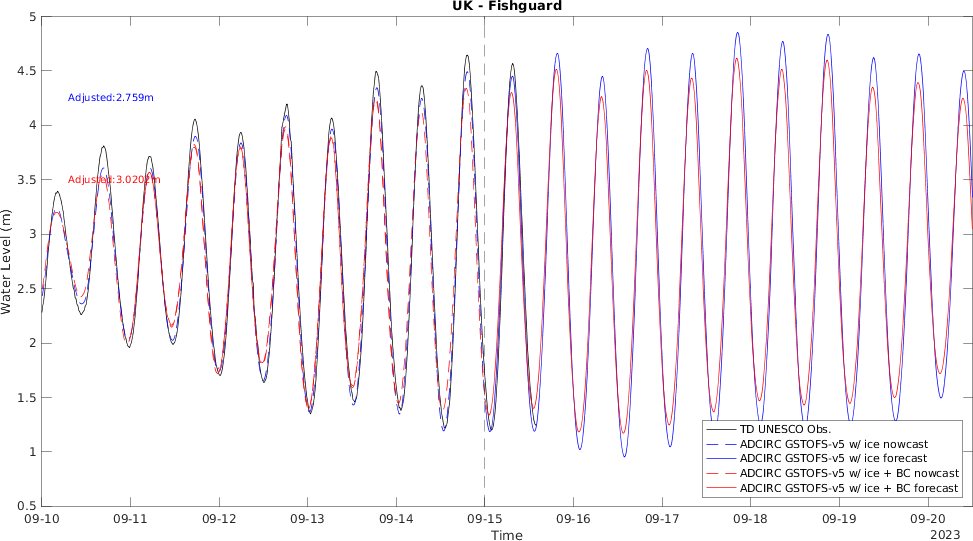 UK - Fishguard
5
4.5
4
3.5
3
2.5
2
1.5
1
0.5
Water Level (m)
Adjusted:2.759m
Adjusted:3.0202m
TD UNESCO Obs.
ADCIRC GSTOFS-v5 w/ ice nowcast
ADCIRC GSTOFS-v5 w/ ice forecast
ADCIRC GSTOFS-v5 w/ ice + BC nowcast
ADCIRC GSTOFS-v5 w/ ice + BC forecast
09-10 09-11 09-12 09-13 09-14 09-15 09-16 09-17 09-18 09-19 09-20
Time
2023